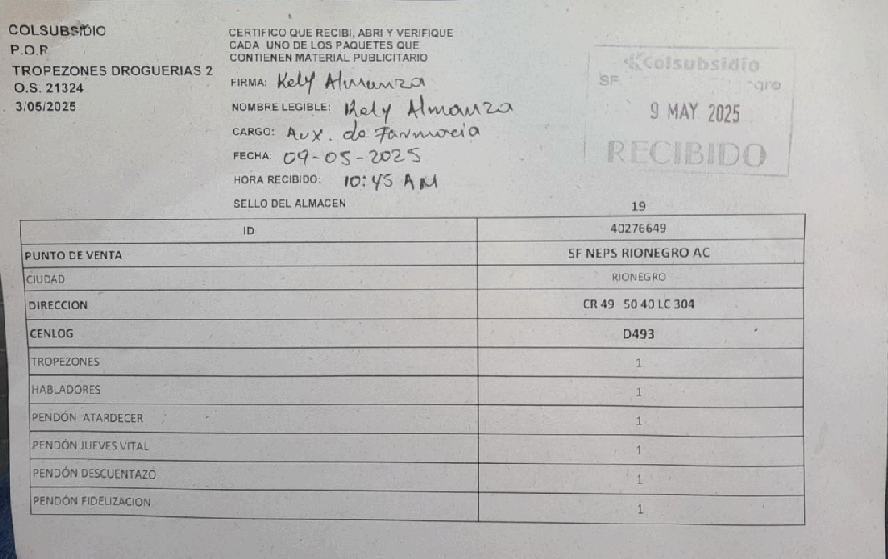 COLSUBSIDIO
P.O.P.
TROPEZONES DROGUERIAS 2
O.S. 21324
3/05/2025
CERTIFICO QUE RECIBI, ABRI Y VERIFIQUE
CADA UNO DE LOS PAQUETES QUE
CONTIENEN MATERIAL PUBLICITARIO
FIRMA: Kely Almanza
NOMBRE LEGIBLE: Kely Almanza
CARGO: Aux. de Farmacia
FECHA 09-05-2025
HORA RECIBIDO: 10:45 AM
SELLO DEL ALMACEN
Colsubsidio
SF
9 MAY 2025
RECIBIDO
19
ID 40276649
PUNTO DE VENTA SF NEPS RIONEGRO AC
CIUDAD RIONEGRO
DIRECCION CR 49 50 40 LC 304
CENLOG D493
TROPEZONES 1
HABLADORES 1
PENDÓN ATARDECER 1
PENDÓN JUEVES VITAL 1
PENDÓN DESCUENTAZO 1
PENDÓN FIDELIZACION 1